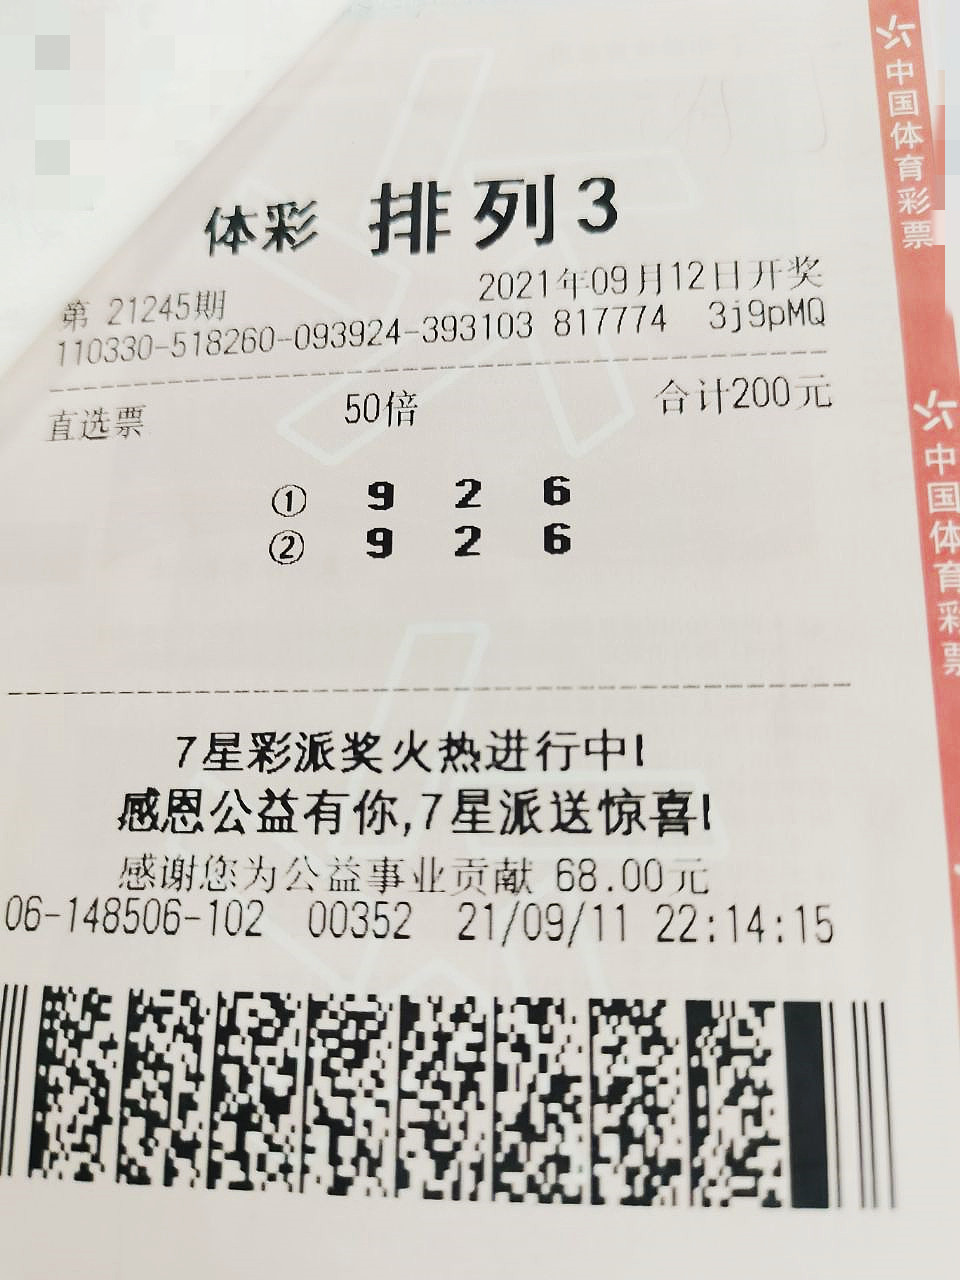 体彩 排列3
第 21245期 2021年09月12日开奖
110330-518260-093924-393103 817774 3j9pMQ
直选票 50倍 合计200元
① 9 2 6
② 9 2 6
7星彩派奖火热进行中!
感恩公益有你,7星派送惊喜!
感谢您为公益事业贡献 68.00元
06-148506-102 00352 21/09/11 22:14:15
中国体育彩票
中国体育彩票